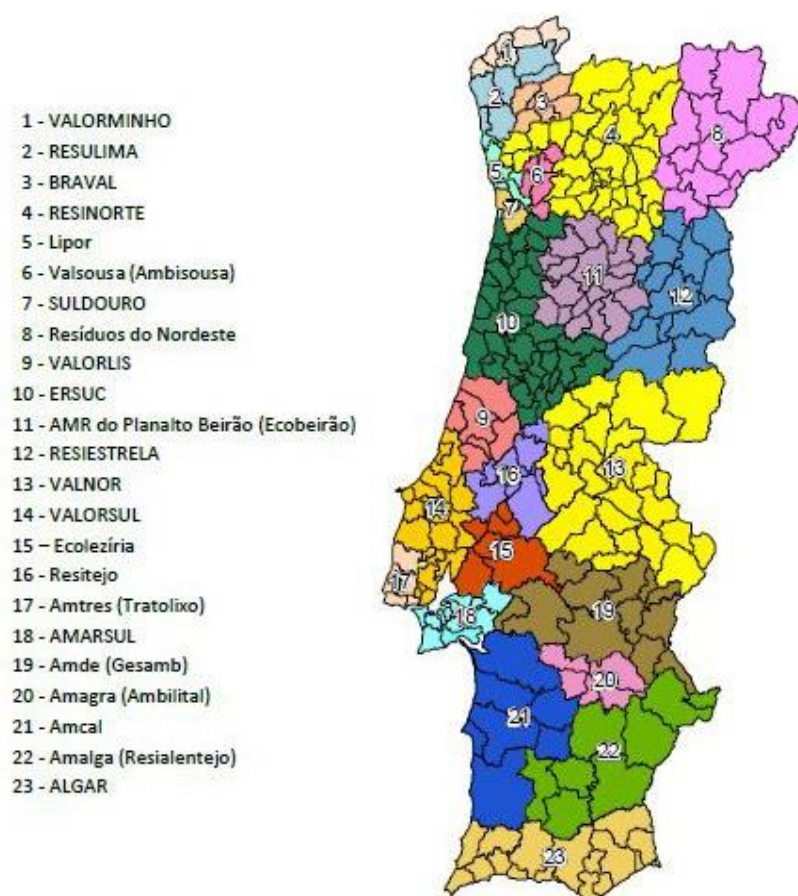 1 - VALORMINHO
2 - RESULIMA
3 - BRAVAL
4 - RESINORTE
5 - Lipor
6 - Valsousa (Ambisousa)
7 - SULDOURO
8 - Resíduos do Nordeste
9 - VALORLIS
10 - ERSUC
11 - AMR do Planalto Beirão (Ecobeirão)
12 - RESIESTRELA
13 - VALNOR
14 - VALORSUL
15 – Ecolezíria
16 - Resitejo
17 - Amtres (Tratolixo)
18 - AMARSUL
19 - Amde (Gesamb)
20 - Amagra (Ambilital)
21 - Amcal
22 - Amalga (Resialentejo)
23 - ALGAR
1
2
3
4
8
5
6
7
11
12
10
9
13
16
14
15
17
18
19
20
21
22
23